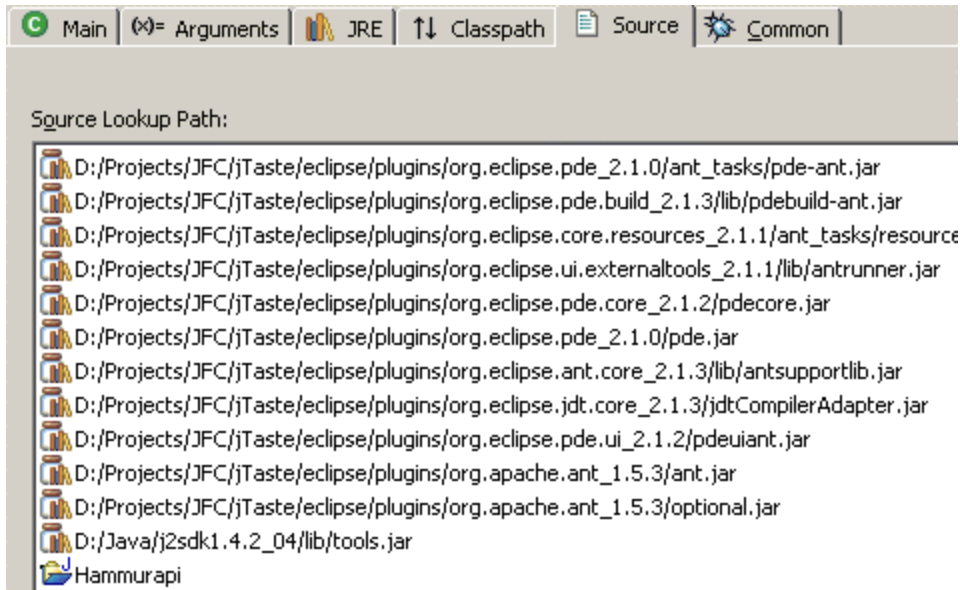 Main (x)= Arguments JRE Classpath Source Common
Source Lookup Path:
D:/Projects/JFC/jTaste/eclipse/plugins/org.eclipse.pde_2.1.0/ant_tasks/pde-ant.jar
D:/Projects/JFC/jTaste/eclipse/plugins/org.eclipse.pde.build_2.1.3/lib/pdebuild-ant.jar
D:/Projects/JFC/jTaste/eclipse/plugins/org.eclipse.core.resources_2.1.1/ant_tasks/resource
D:/Projects/JFC/jTaste/eclipse/plugins/org.eclipse.ui.externaltools_2.1.1/lib/antrunner.jar
D:/Projects/JFC/jTaste/eclipse/plugins/org.eclipse.pde.core_2.1.2/pdecore.jar
D:/Projects/JFC/jTaste/eclipse/plugins/org.eclipse.pde_2.1.0/pde.jar
D:/Projects/JFC/jTaste/eclipse/plugins/org.eclipse.ant.core_2.1.3/lib/antsupportlib.jar
D:/Projects/JFC/jTaste/eclipse/plugins/org.eclipse.jdt.core_2.1.3/jdtCompilerAdapter.jar
D:/Projects/JFC/jTaste/eclipse/plugins/org.eclipse.pde.ui_2.1.2/pdeuiant.jar
D:/Projects/JFC/jTaste/eclipse/plugins/org.apache.ant_1.5.3/ant.jar
D:/Projects/JFC/jTaste/eclipse/plugins/org.apache.ant_1.5.3/optional.jar
D:/Java/j2sdk1.4.2_04/lib/tools.jar
Hammurapi